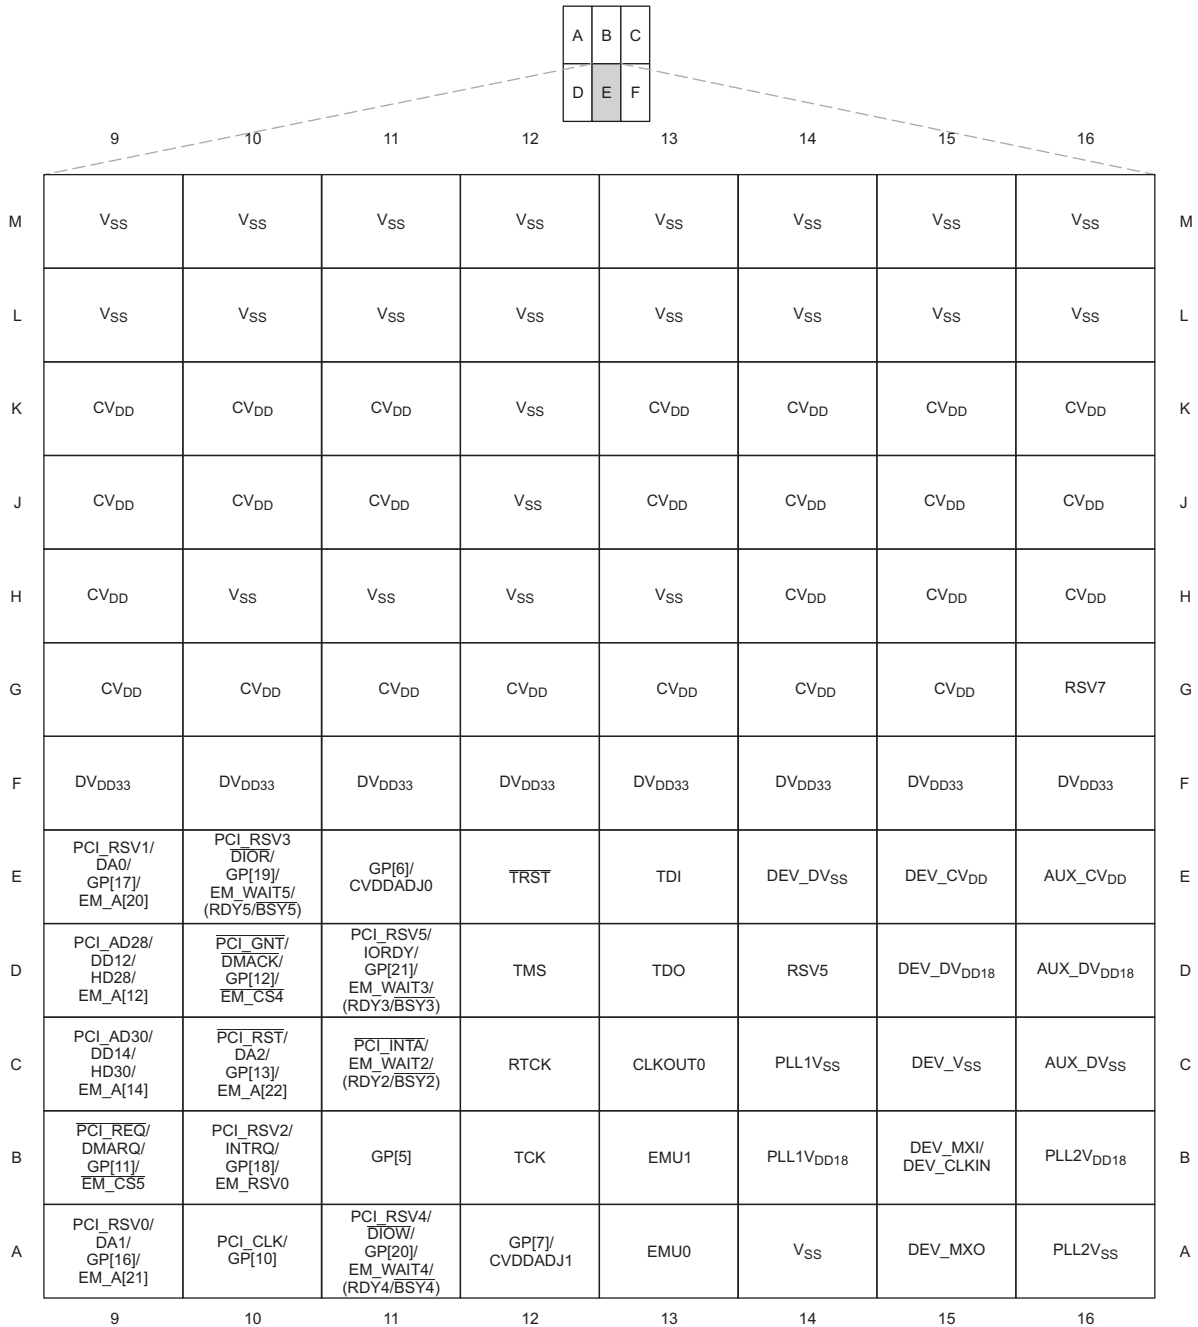 A B C
D E F
9 10 11 12 13 14 15 16
M VSS VSS VSS VSS VSS VSS VSS VSS M
L VSS VSS VSS VSS VSS VSS VSS VSS L
K CVDD CVDD CVDD VSS CVDD CVDD CVDD CVDD K
J CVDD CVDD CVDD VSS CVDD CVDD CVDD CVDD J
H CVDD VSS VSS VSS VSS CVDD CVDD CVDD H
G CVDD CVDD CVDD CVDD CVDD CVDD CVDD RSV7 G
F DVDD33 DVDD33 DVDD33 DVDD33 DVDD33 DVDD33 DVDD33 DVDD33 F
E
PCI_RSV1/
DA0/
GP[17]/
EM_A[20]
PCI_RSV3
DIOR/
GP[19]/
EM_WAIT5/
(RDY5/BSY5)
GP[6]/
CVDDADJ0
TRST
TDI
DEV_DVSS
DEV_CVDD
AUX_CVDD
E
D
PCI_AD28/
DD12/
HD28/
EM_A[12]
PCI_GNT/
DMACK/
GP[12]/
EM_CS4
PCI_RSV5/
IORDY/
GP[21]/
EM_WAIT3/
(RDY3/BSY3)
TMS
TDO
RSV5
DEV_DVDD18
AUX_DVDD18
D
C
PCI_AD30/
DD14/
HD30/
EM_A[14]
PCI_RST/
DA2/
GP[13]/
EM_A[22]
PCI_INTA/
EM_WAIT2/
(RDY2/BSY2)
RTCK
CLKOUT0
PLL1VSS
DEV_VSS
AUX_DVSS
C
B
PCI_REQ/
DMARQ/
GP[11]/
EM_CS5
PCI_RSV2/
INTRQ/
GP[18]/
EM_RSV0
GP[5]
TCK
EMU1
PLL1VDD18
DEV_MXI/
DEV_CLKIN
PLL2VDD18
B
A
PCI_RSV0/
DA1/
GP[16]/
EM_A[21]
PCI_CLK/
GP[10]
PCI_RSV4/
DIOW/
GP[20]/
EM_WAIT4/
(RDY4/BSY4)
GP[7]/
CVDDADJ1
EMU0
VSS
DEV_MXO
PLL2VSS
A
9 10 11 12 13 14 15 16